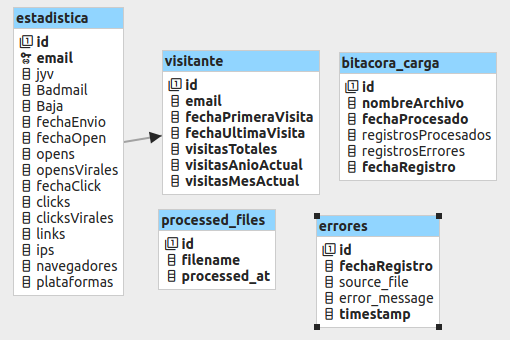 estadistica
id
email
jyv
Badmail
Baja
fechaEnvio
fechaOpen
opens
opensVirales
fechaClick
clicks
clicksVirales
links
ips
navegadores
plataformas
visitante
id
email
fechaPrimeraVisita
fechaUltimaVisita
visitasTotales
visitasAnioActual
visitasMesActual
bitacora_carga
id
nombreArchivo
fechaProcesado
registrosProcesados
registrosErrores
fechaRegistro
processed_files
id
filename
processed_at
errores
id
fechaRegistro
source_file
error_message
timestamp